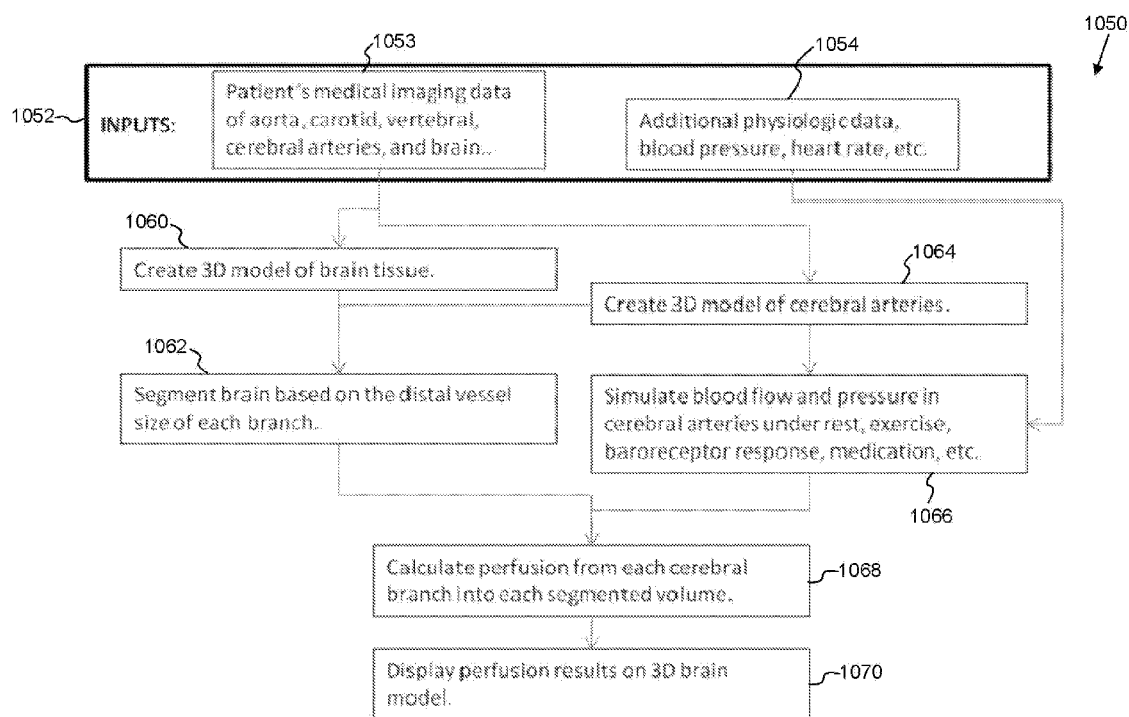 1050
1053
1054
1052
INPUTS:
Patient's medical imaging data
of aorta, carotid, vertebral,
cerebral arteries, and brain..
Additional physiologic data,
blood pressure, heart rate, etc.
1060
Create 3D model of brain tissue.
1064
Create 3D model of cerebral arteries.
1062
Segment brain based on the distal vessel
size of each branch..
Simulate blood flow and pressure in
cerebral arteries under rest, exercise,
baroreceptor response, medication, etc.
1066
Calculate perfusion from each cerebral
branch into each segmented volume.
1068
Display perfusion results on 3D brain
model.
1070